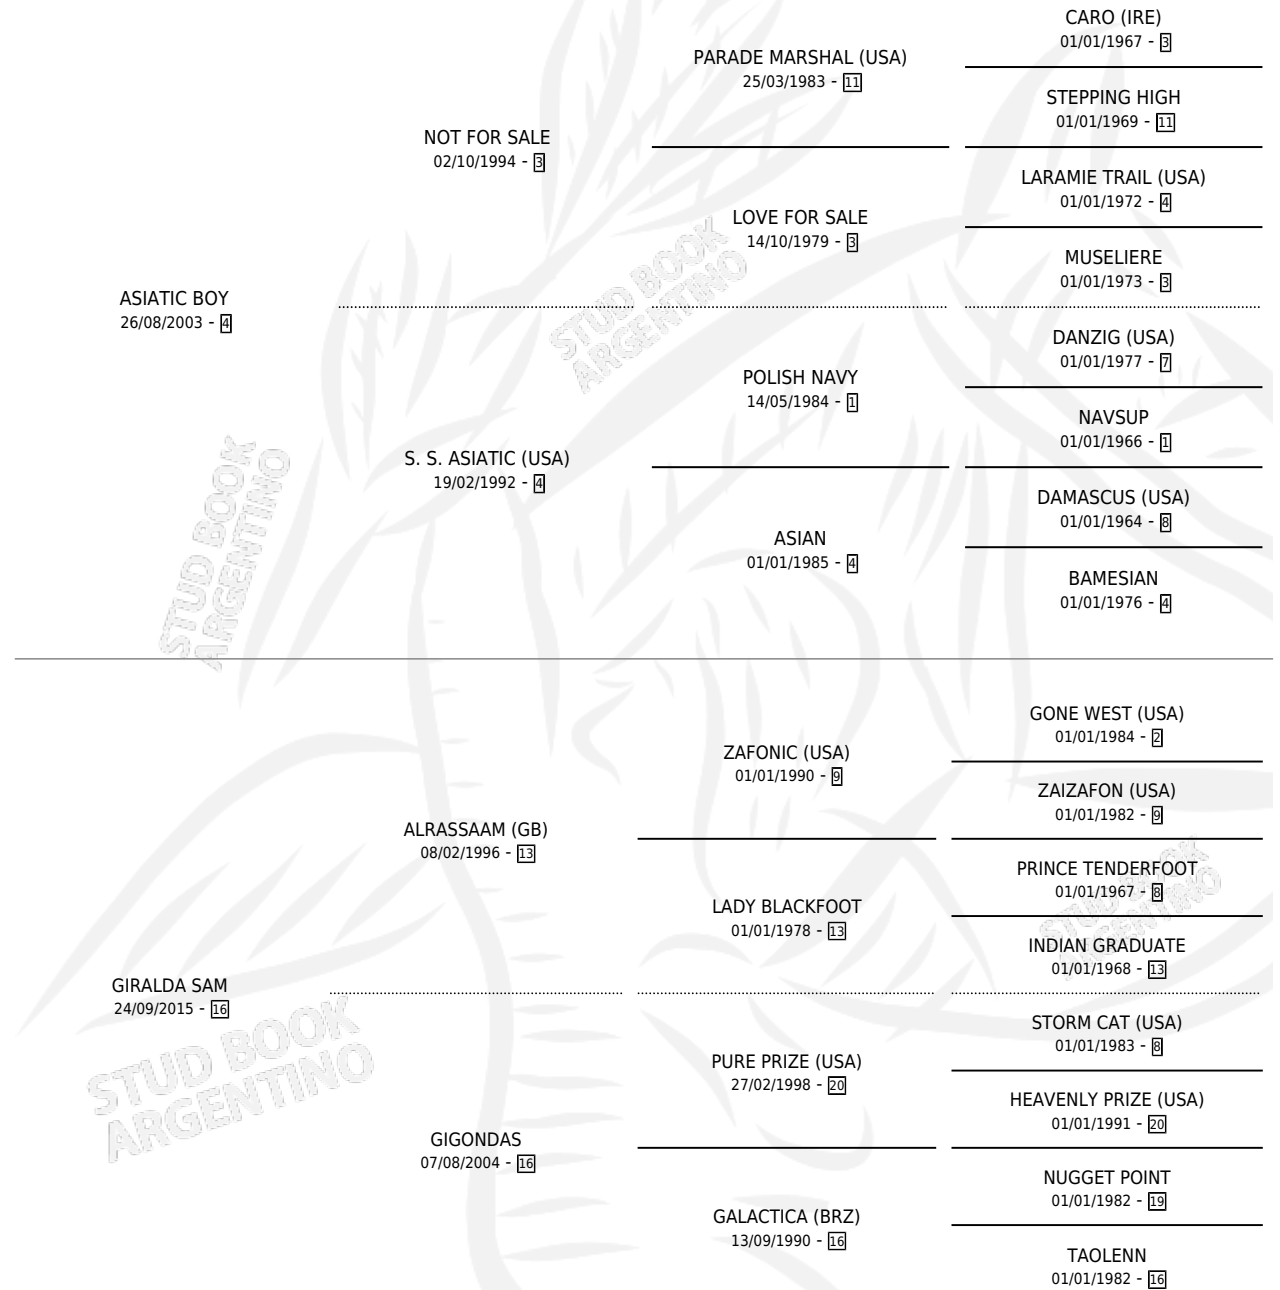 CARO (IRE)
01/01/1967 - 3
PARADE MARSHAL (USA)
25/03/1983 - 11
STEPPING HIGH
01/01/1969 - 11
NOT FOR SALE
02/10/1994 - 3
LARAMIE TRAIL (USA)
01/01/1972 - 4
LOVE FOR SALE
14/10/1979 - 3
MUSELIERE
01/01/1973 - 3
ASIATIC BOY
26/08/2003 - 4
STUD BOOK
ARGENTINO
DANZIG (USA)
01/01/1977 - 7
POLISH NAVY
14/05/1984 - 1
NAVSUP
01/01/1966 - 1
S. S. ASIATIC (USA)
19/02/1992 - 4
DAMASCUS (USA)
01/01/1964 - 8
ASIAN
01/01/1985 - 4
BAMESIAN
01/01/1976 - 4
STUD BOOK
ARGENTINO
GONE WEST (USA)
01/01/1984 - 2
ZAFONIC (USA)
01/01/1990 - 9
ZAIZAFON (USA)
01/01/1982 - 9
ALRASSAAM (GB)
08/02/1996 - 13
PRINCE TENDERFOOT
01/01/1967 - 8
LADY BLACKFOOT
01/01/1978 - 13
STUD BOOK
ARGENTINO
INDIAN GRADUATE
01/01/1968 - 13
GIRALDA SAM
24/09/2015 - 16
STUD BOOK
ARGENTINO
STORM CAT (USA)
01/01/1983 - 8
PURE PRIZE (USA)
27/02/1998 - 20
HEAVENLY PRIZE (USA)
01/01/1991 - 20
GIGONDAS
07/08/2004 - 16
NUGGET POINT
01/01/1982 - 19
GALACTICA (BRZ)
13/09/1990 - 16
TAOLENN
01/01/1982 - 16